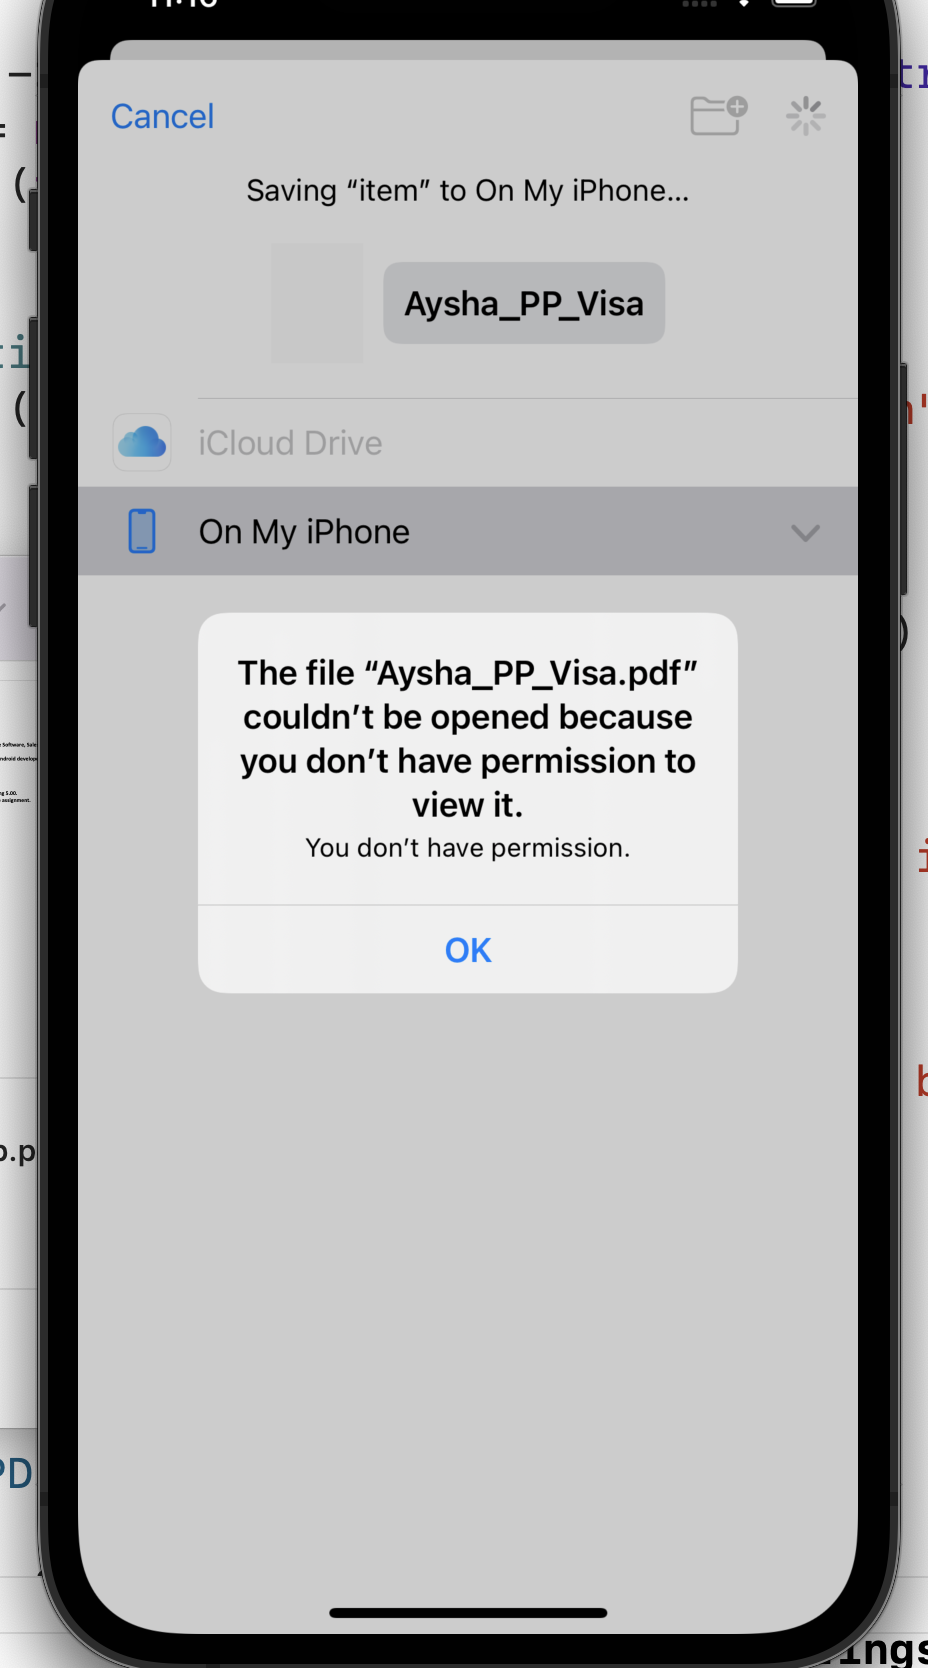 Cancel
Saving “item” to On My iPhone...
Aysha_PP_Visa
iCloud Drive
On My iPhone
The file “Aysha_PP_Visa.pdf”
couldn’t be opened because
you don’t have permission to
view it.
You don’t have permission.
OK